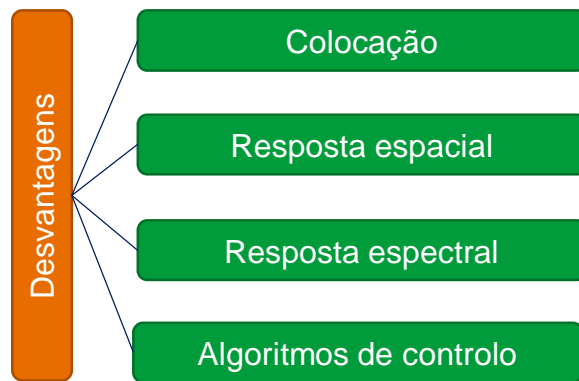 Desvantagens
Colocação
Resposta espacial
Resposta espectral
Algoritmos de controlo